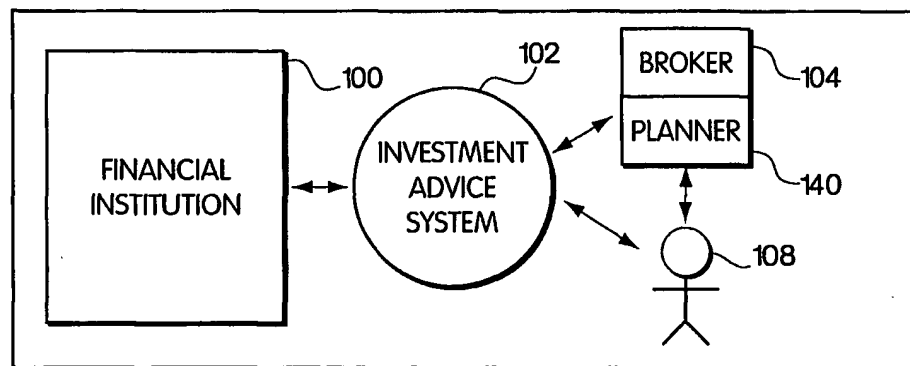 100
FINANCIAL
INSTITUTION
102
INVESTMENT
ADVICE
SYSTEM
BROKER
104
PLANNER
140
108